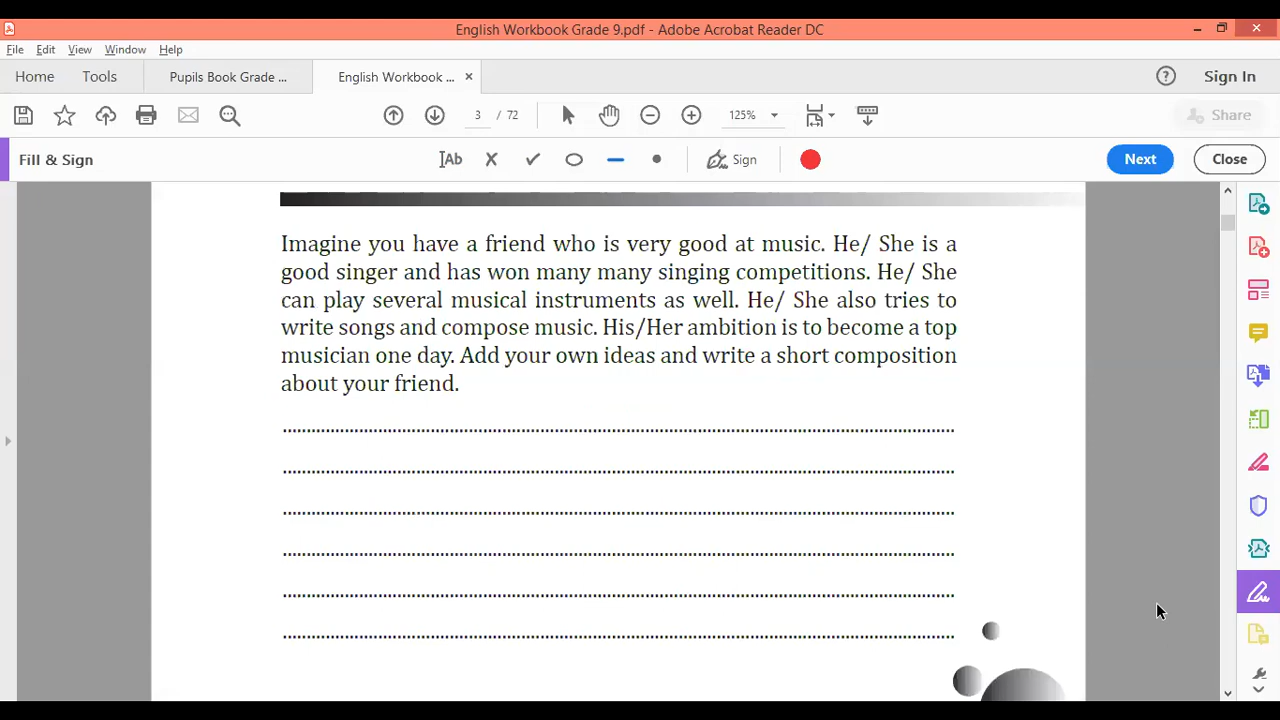 English Workbook Grade 9.pdf - Adobe Acrobat Reader DC
File Edit View Window Help
Home Tools Pupils Book Grade ... English Workbook ... × ? Sign In
3 / 72 125% Share
Fill & Sign Ab Sign Next Close
Imagine you have a friend who is very good at music. He/ She is a
good singer and has won many many singing competitions. He/ She
can play several musical instruments as well. He/ She also tries to
write songs and compose music. His/Her ambition is to become a top
musician one day. Add your own ideas and write a short composition
about your friend.